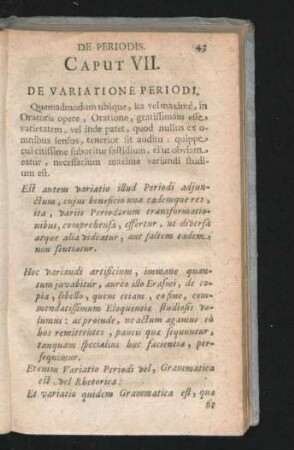 DE PERIODIS. 43
CAPUT VII.
DE VARIATIONE PERIODI.
Quemadmodum ubique, ita vel maximè, in
Oratoris opere, Oratione, gratissimam esse
varietatem, vel inde patet, quod nullus ex o-
mnibus sensus, tenerior sit auditu: quippe
cui citissime suboritur fastidium, cui ut obviam
eatur, necessarium maxime variandi studi-
um est.
Est autem variatio illud Periodi adjun-
ctum, cujus beneficio una eademque res
ita, variis Periodorum transformatio-
nibus, comprehensa, effertur, ut diversa
atque alia videatur, aut saltem eadem
non sentiatur.
Hoc variandi artificium, immane quan-
tum juvabitur, aureo illo Erasmi, de co-
pia, libello, quem etiam, eo fine, com-
mendatissimum Eloquentiæ studiosis vo-
lumus: ac proinde, ne actum agamus eò
hos remittentes, paucis quæ sequuntur,
tanquam specialius huc facientia, per-
sequimur.
Etenim Variatio Periodi vel, Grammatica
est vel Rhetorica:
Et variatio quidem Grammatica est, quæ
fit